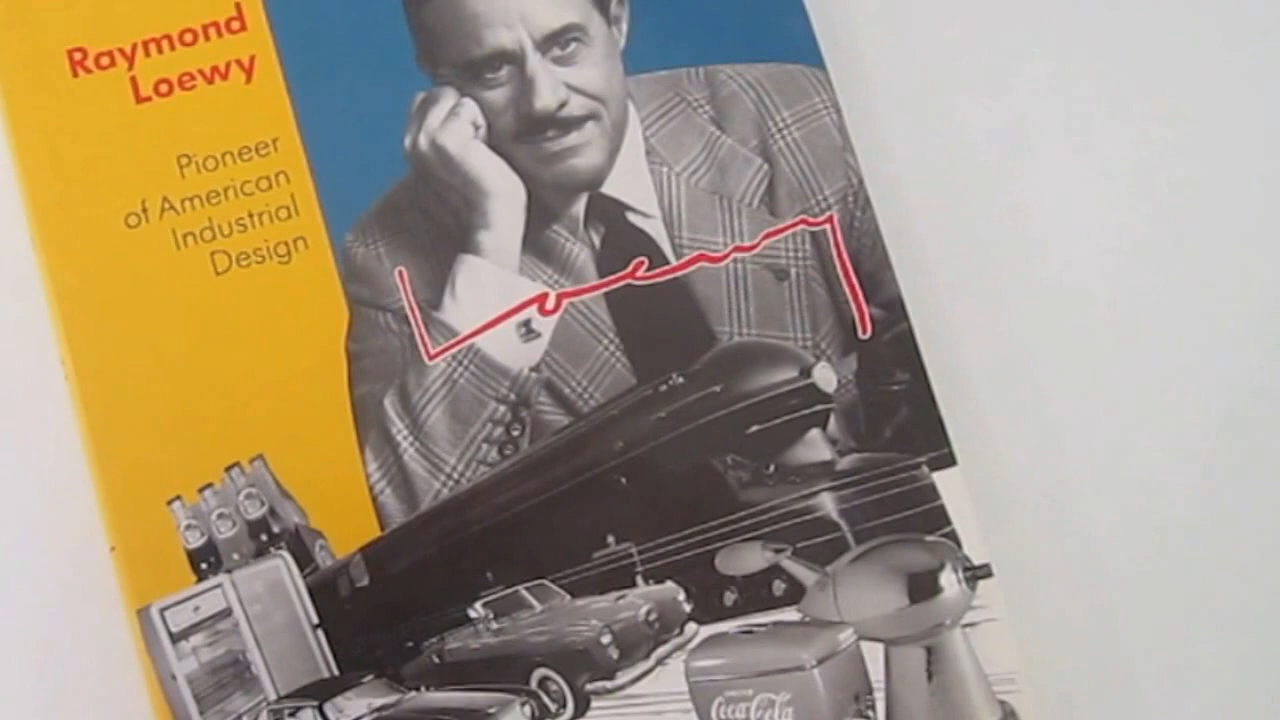 Raymond
Loewy
Pioneer
of American
Industrial
Design
Loewy
Coca-Cola